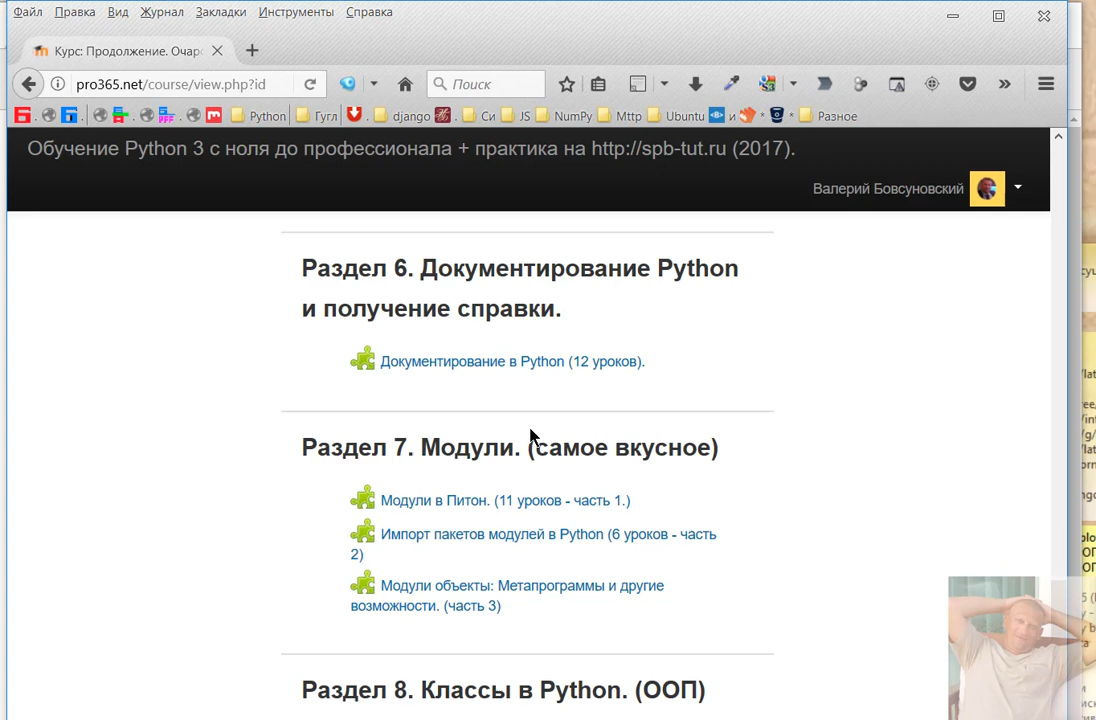 Файл Правка Вид Журнал Закладки Инструменты Справка
Курс: Продолжение. Очаро
pro365.net/course/view.php?id
Поиск
Python Гугл django Си JS NumPy Mttp Ubuntu и Разное
Обучение Python 3 с ноля до профессионала + практика на http://spb-tut.ru (2017).
Валерий Бовсуновский
Раздел 6. Документирование Python
и получение справки.
Документирование в Python (12 уроков).
Раздел 7. Модули. (самое вкусное)
Модули в Питон. (11 уроков - часть 1.)
Импорт пакетов модулей в Python (6 уроков - часть
2)
Модули объекты: Метапрограммы и другие
возможности. (часть 3)
Раздел 8. Классы в Python. (ООП)